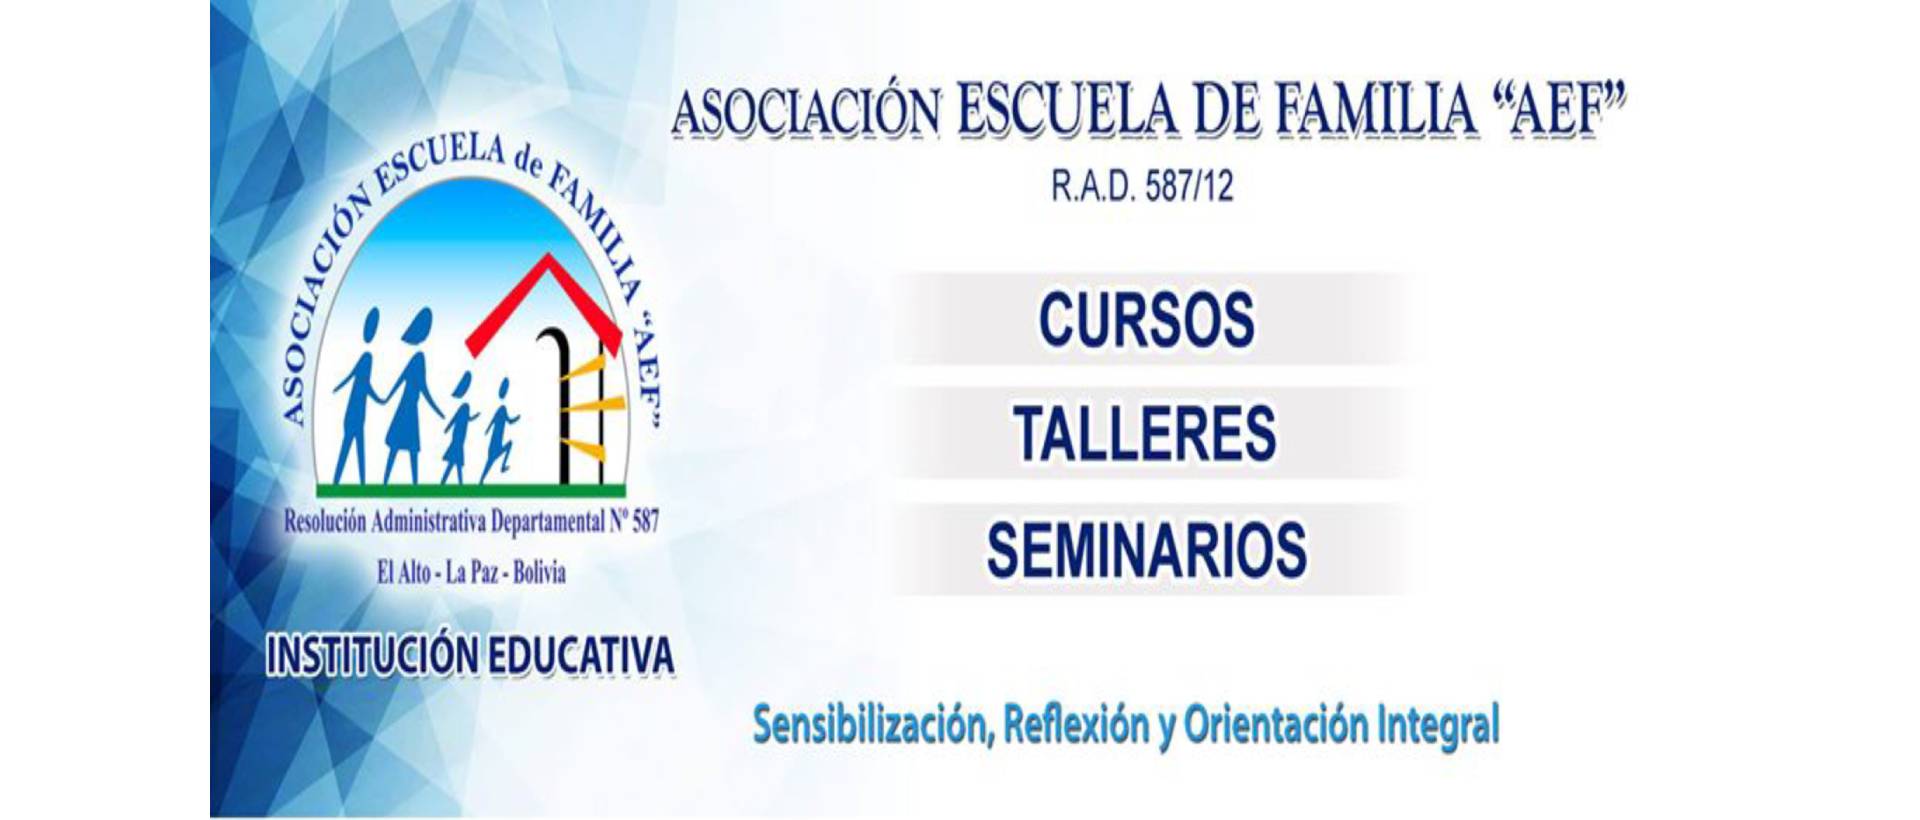 ASOCIACIÓN ESCUELA de FAMILIA “AEF”
Resolución Administrativa Departamental Nº 587
El Alto - La Paz - Bolivia
INSTITUCIÓN EDUCATIVA
ASOCIACIÓN ESCUELA DE FAMILIA “AEF”
R.A.D. 587/12
CURSOS
TALLERES
SEMINARIOS
Sensibilización, Reflexión y Orientación Integral